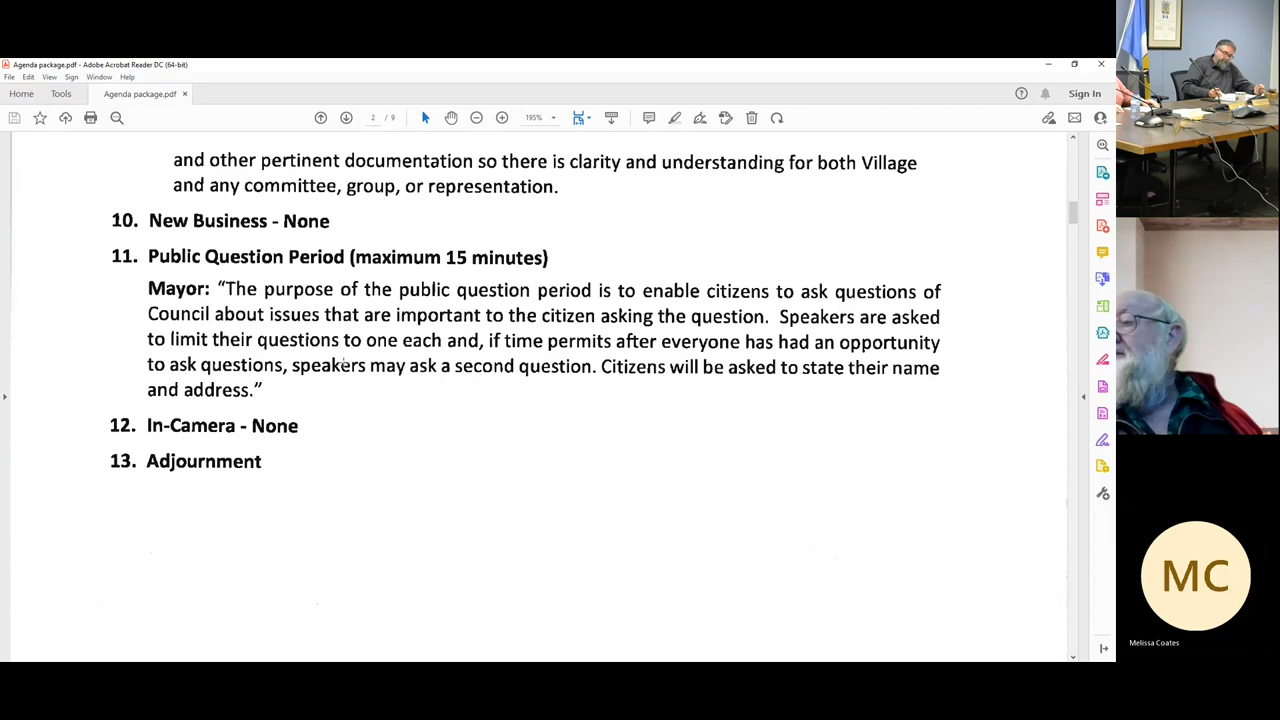 Agenda package.pdf - Adobe Acrobat Reader DC (64-bit)
File Edit View Sign Window Help
Home Tools Agenda package.pdf × Sign In
2 / 9 195%
and other pertinent documentation so there is clarity and understanding for both Village
and any committee, group, or representation.
10. New Business - None
11. Public Question Period (maximum 15 minutes)
Mayor: “The purpose of the public question period is to enable citizens to ask questions of
Council about issues that are important to the citizen asking the question. Speakers are asked
to limit their questions to one each and, if time permits after everyone has had an opportunity
to ask questions, speakers may ask a second question. Citizens will be asked to state their name
and address.”
12. In-Camera - None
13. Adjournment
MC
Melissa Coates